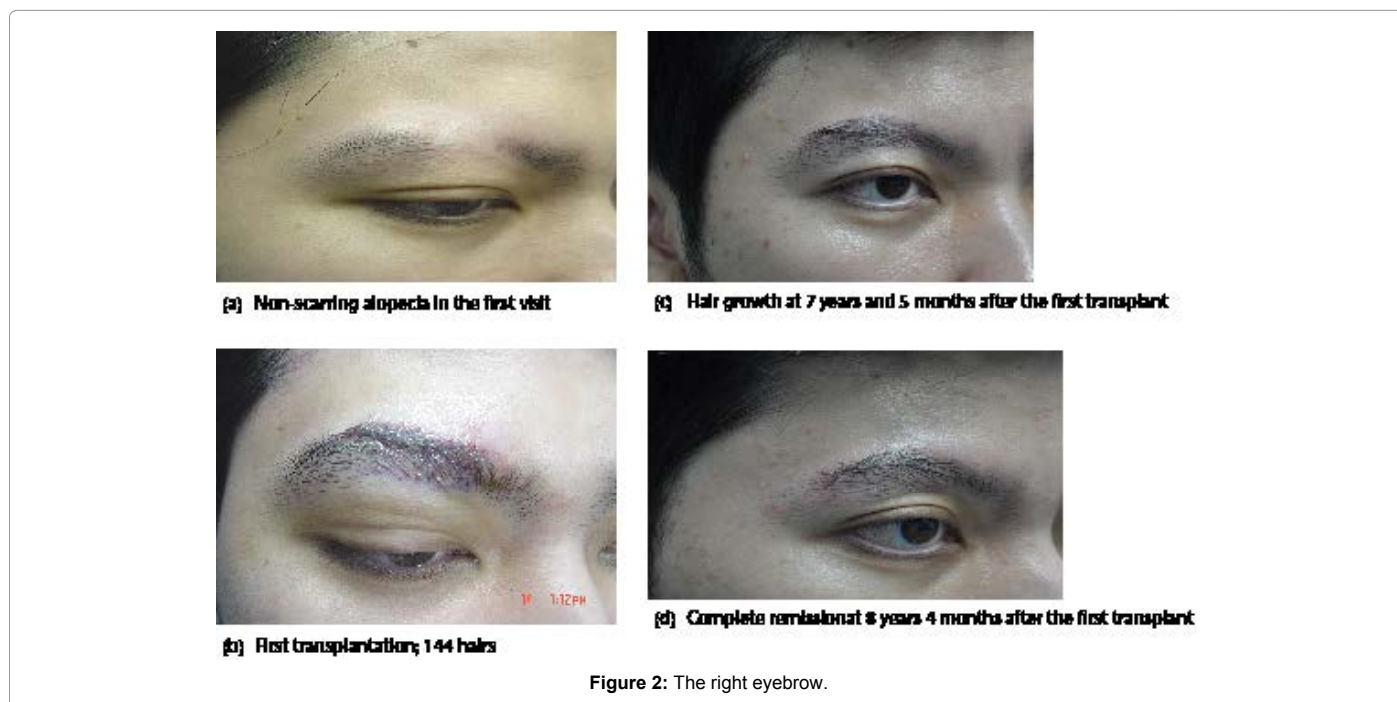 (a) Non-scarring alopecia in the first visit
(c) Hair growth at 7 years and 5 months after the first transplant
1:12PM
(b) First transplantation; 144 hairs
(d) Complete remission at 8 years 4 months after the first transplant
Figure 2: The right eyebrow.